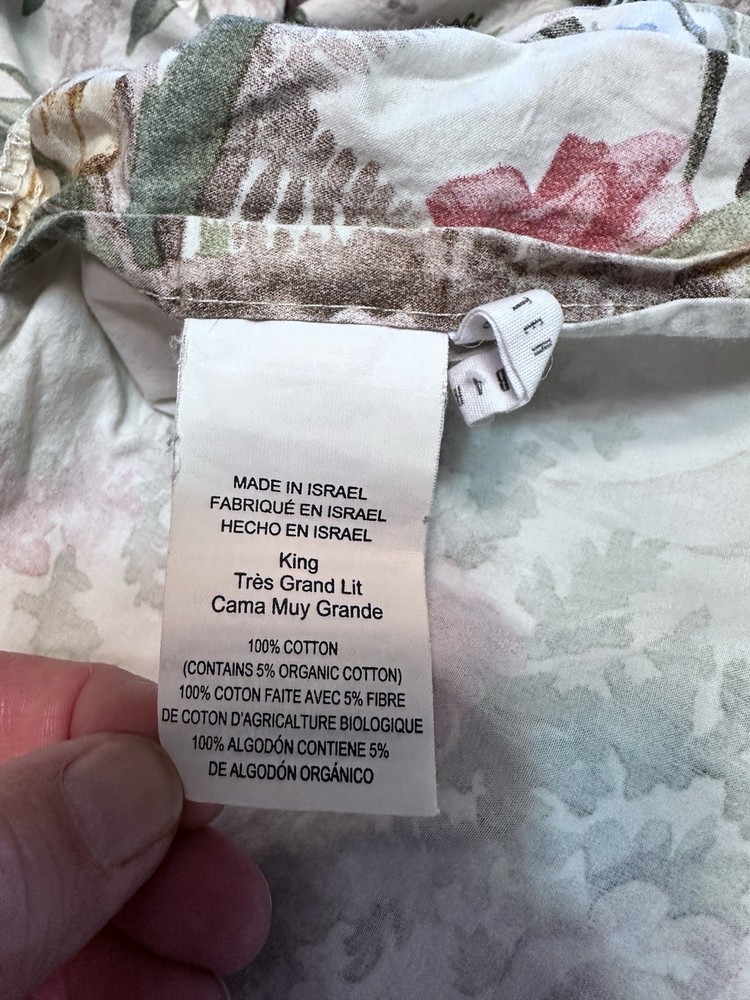 MADE IN ISRAEL
FABRIQUÉ EN ISRAEL
HECHO EN ISRAEL
King
Très Grand Lit
Cama Muy Grande
100% COTTON
(CONTAINS 5% ORGANIC COTTON)
100% COTON FAITE AVEC 5% FIBRE
DE COTON D'AGRICALTURE BIOLOGIQUE
100% ALGODÓN CONTIENE 5%
DE ALGODÓN ORGÁNICO